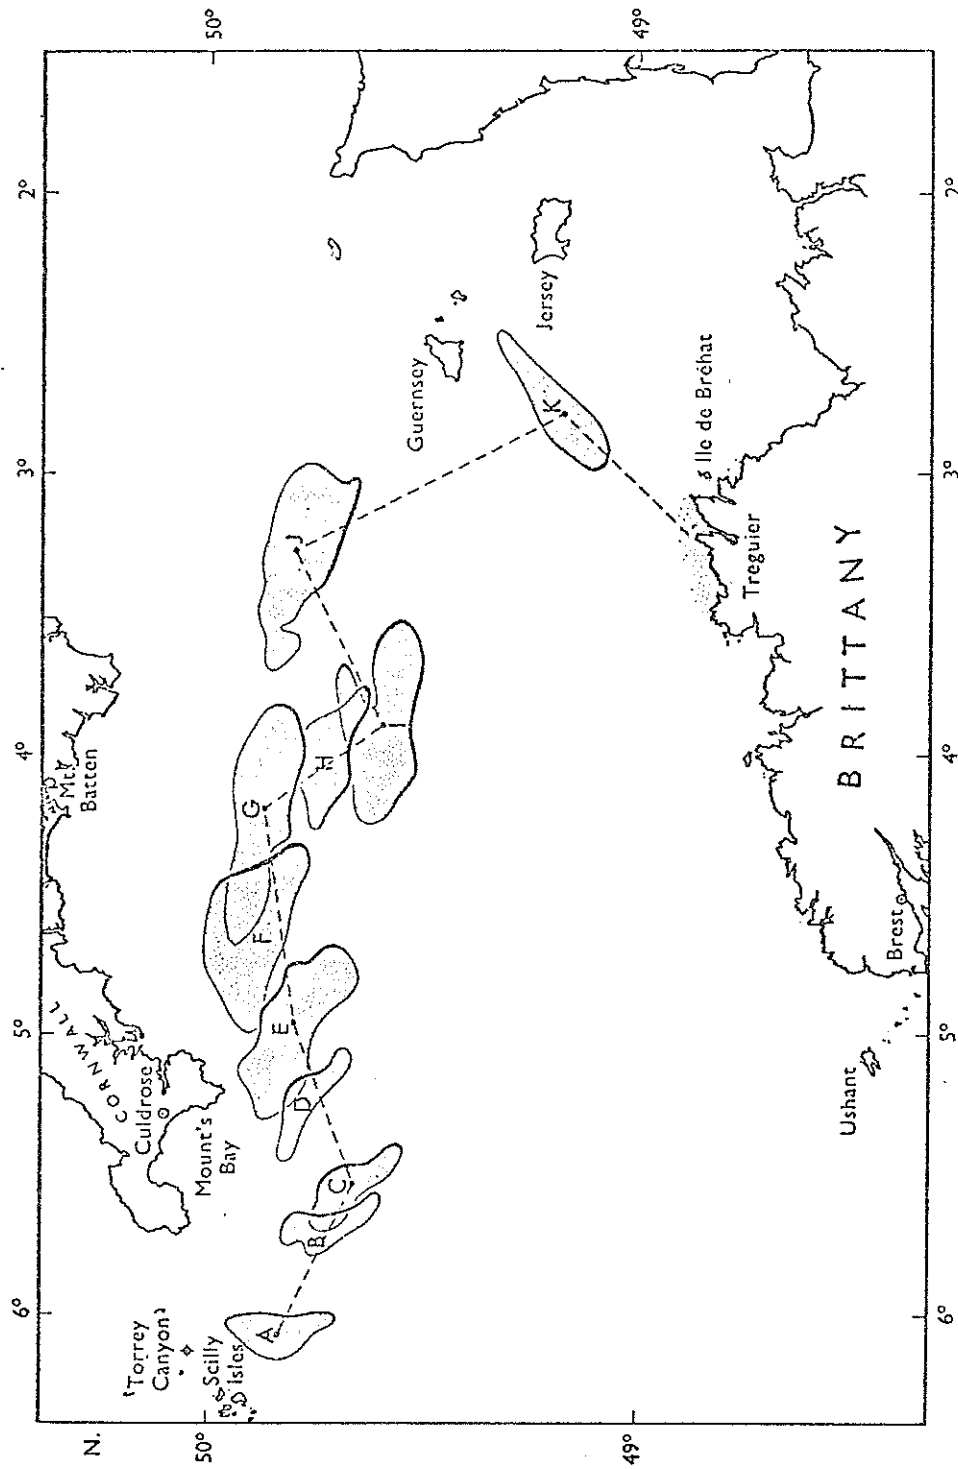 6°
5°
4°
3°
2°
N.
'Torrey
Canyon'
Scilly
Isles
CORNWALL
Culdrose
Mount's
Bay
Mt.
Batten
50°
50°
A
B
C
D
E
F
G
H
I
J
K
Guernsey
Jersey
49°
49°
Ile de Bréhat
Treguier
BRITTANY
Ushant
Brest
6°
5°
4°
3°
2°